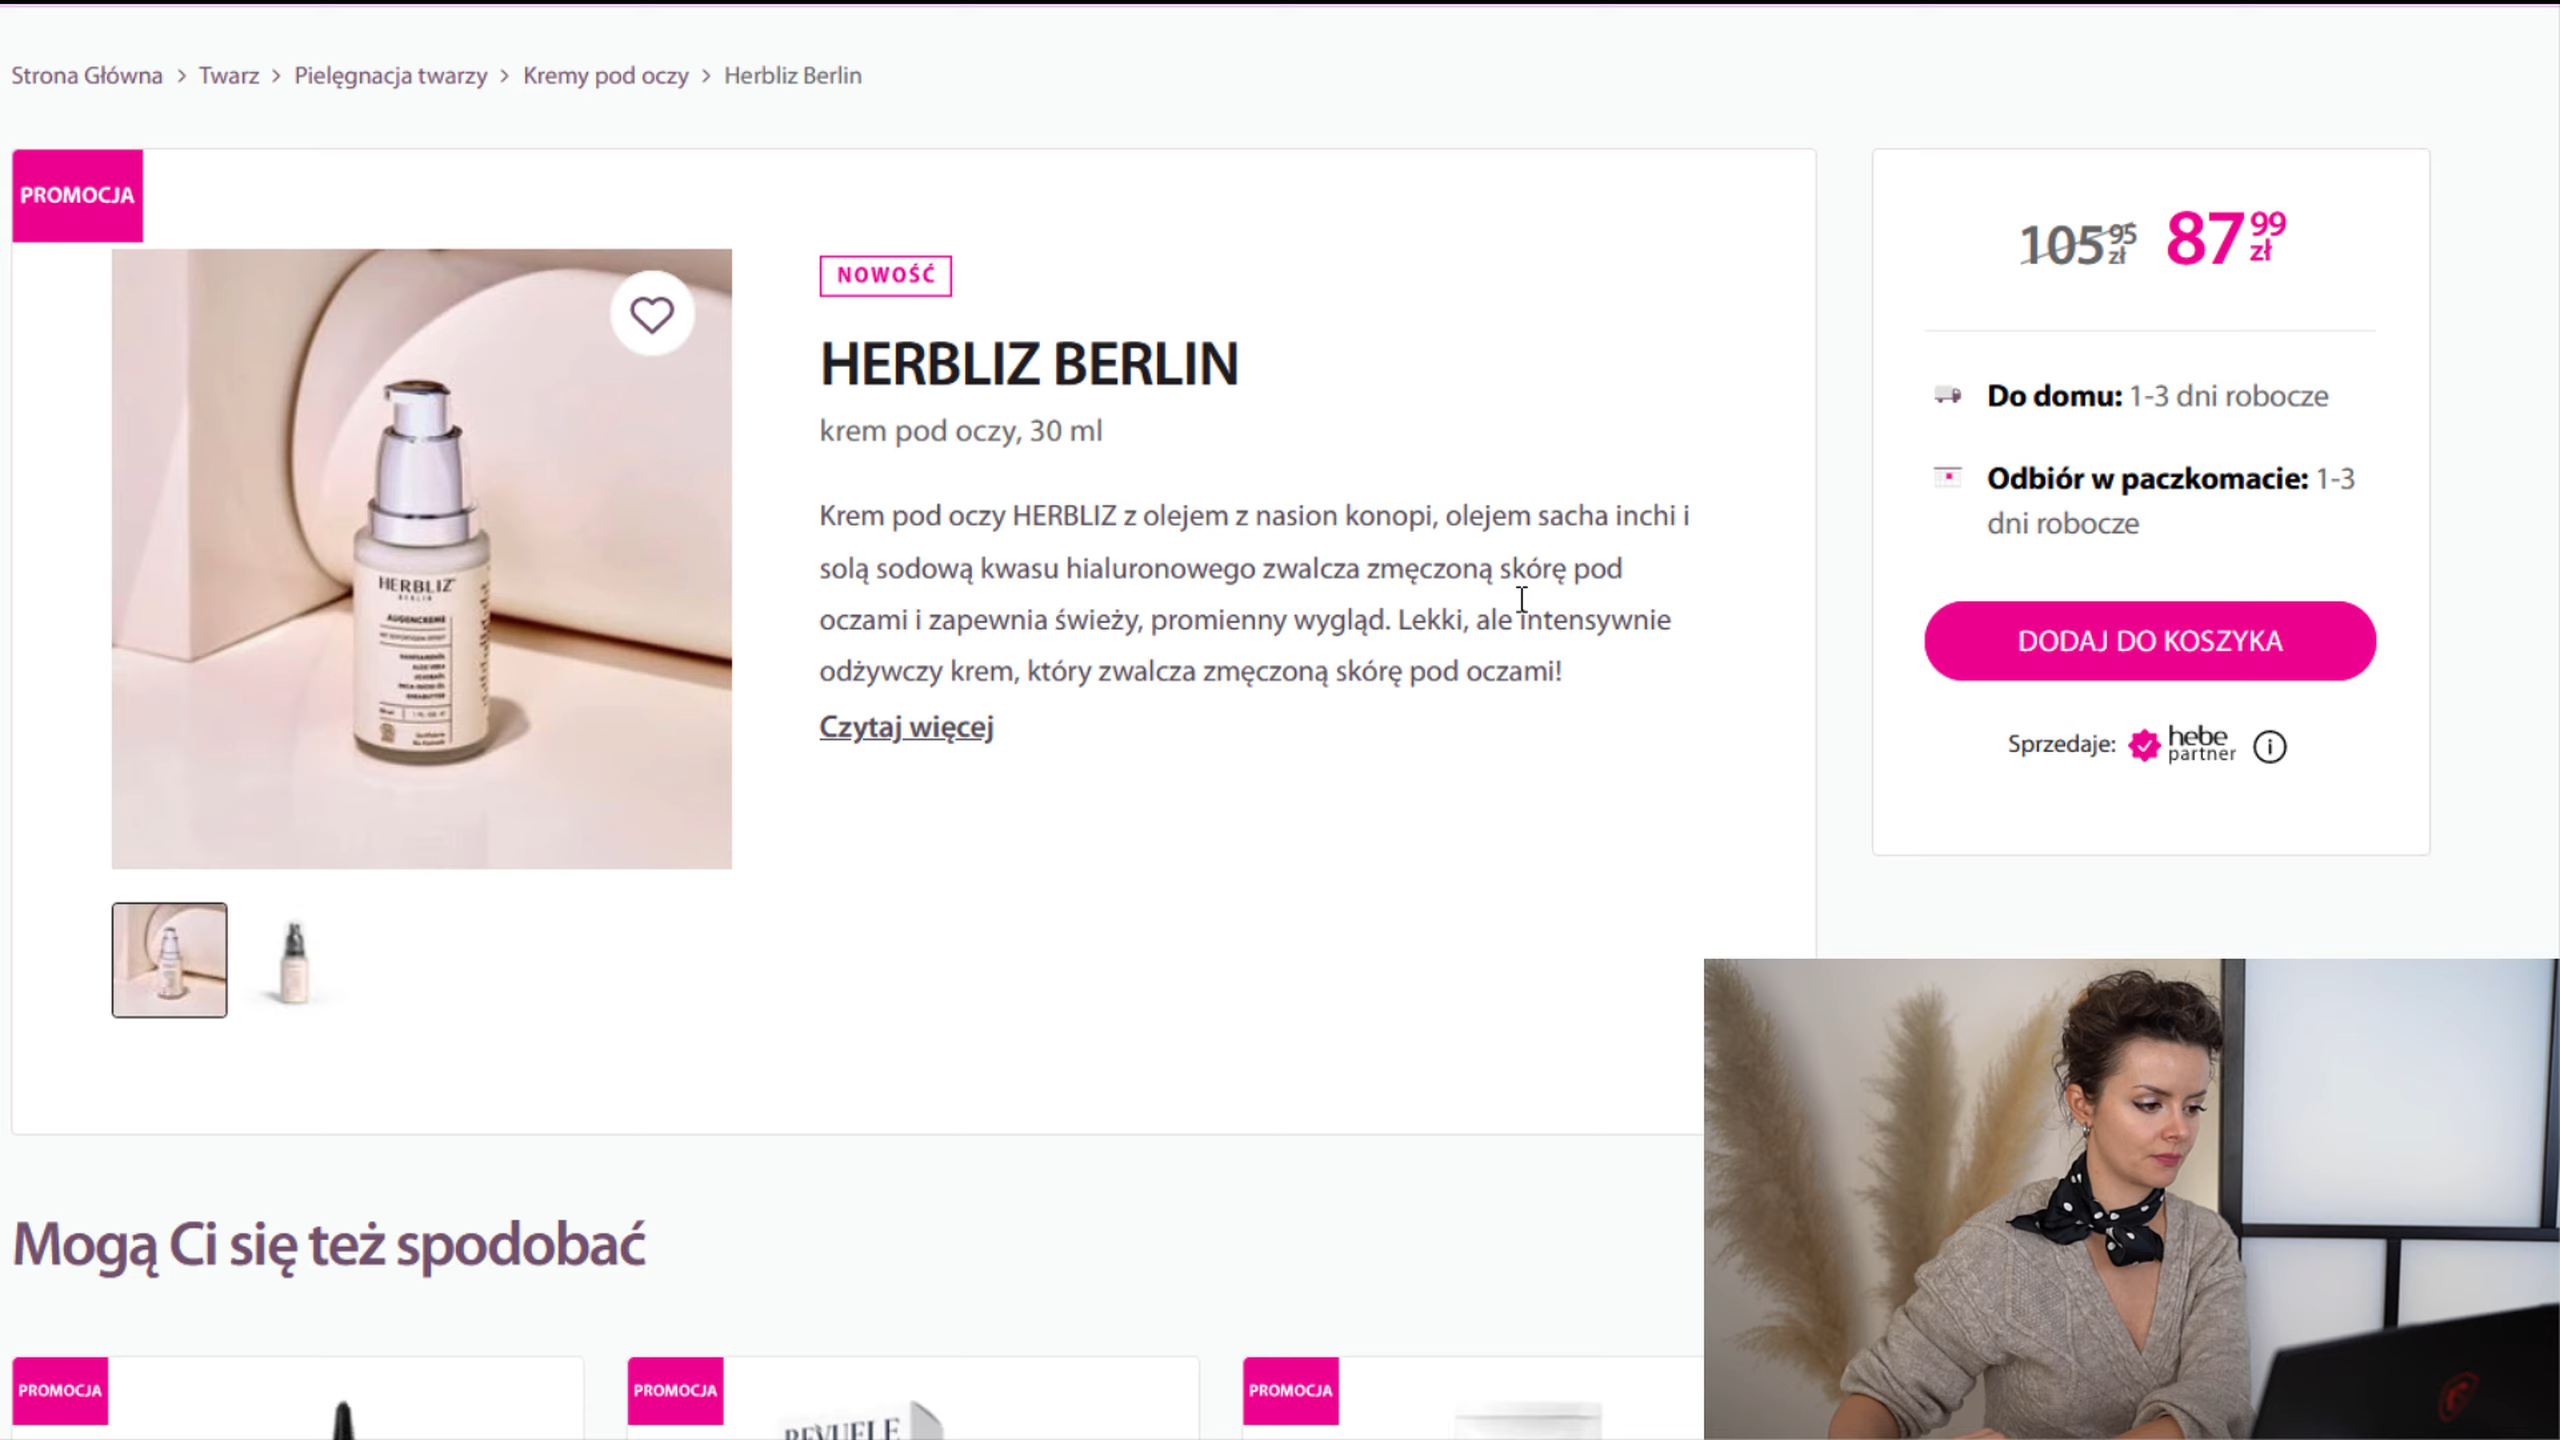 Strona Główna > Twarz > Pielęgnacja twarzy > Kremy pod oczy > Herbliz Berlin
PROMOCJA
HERBLIZ
BERLIN
AUGENCREME
NOWOŚĆ
HERBLIZ BERLIN
krem pod oczy, 30 ml
Krem pod oczy HERBLIZ z olejem z nasion konopi, olejem sacha inchi i
solą sodową kwasu hialuronowego zwalcza zmęczoną skórę pod
oczami i zapewnia świeży, promienny wygląd. Lekki, ale intensywnie
odżywczy krem, który zwalcza zmęczoną skórę pod oczami!
Czytaj więcej
105 95 zł 87 99 zł
Do domu: 1-3 dni robocze
Odbiór w paczkomacie: 1-3
dni robocze
DODAJ DO KOSZYKA
Sprzedaje: hebe partner
Mogą Ci się też spodobać
PROMOCJA
PROMOCJA
REVUELE
PROMOCJA